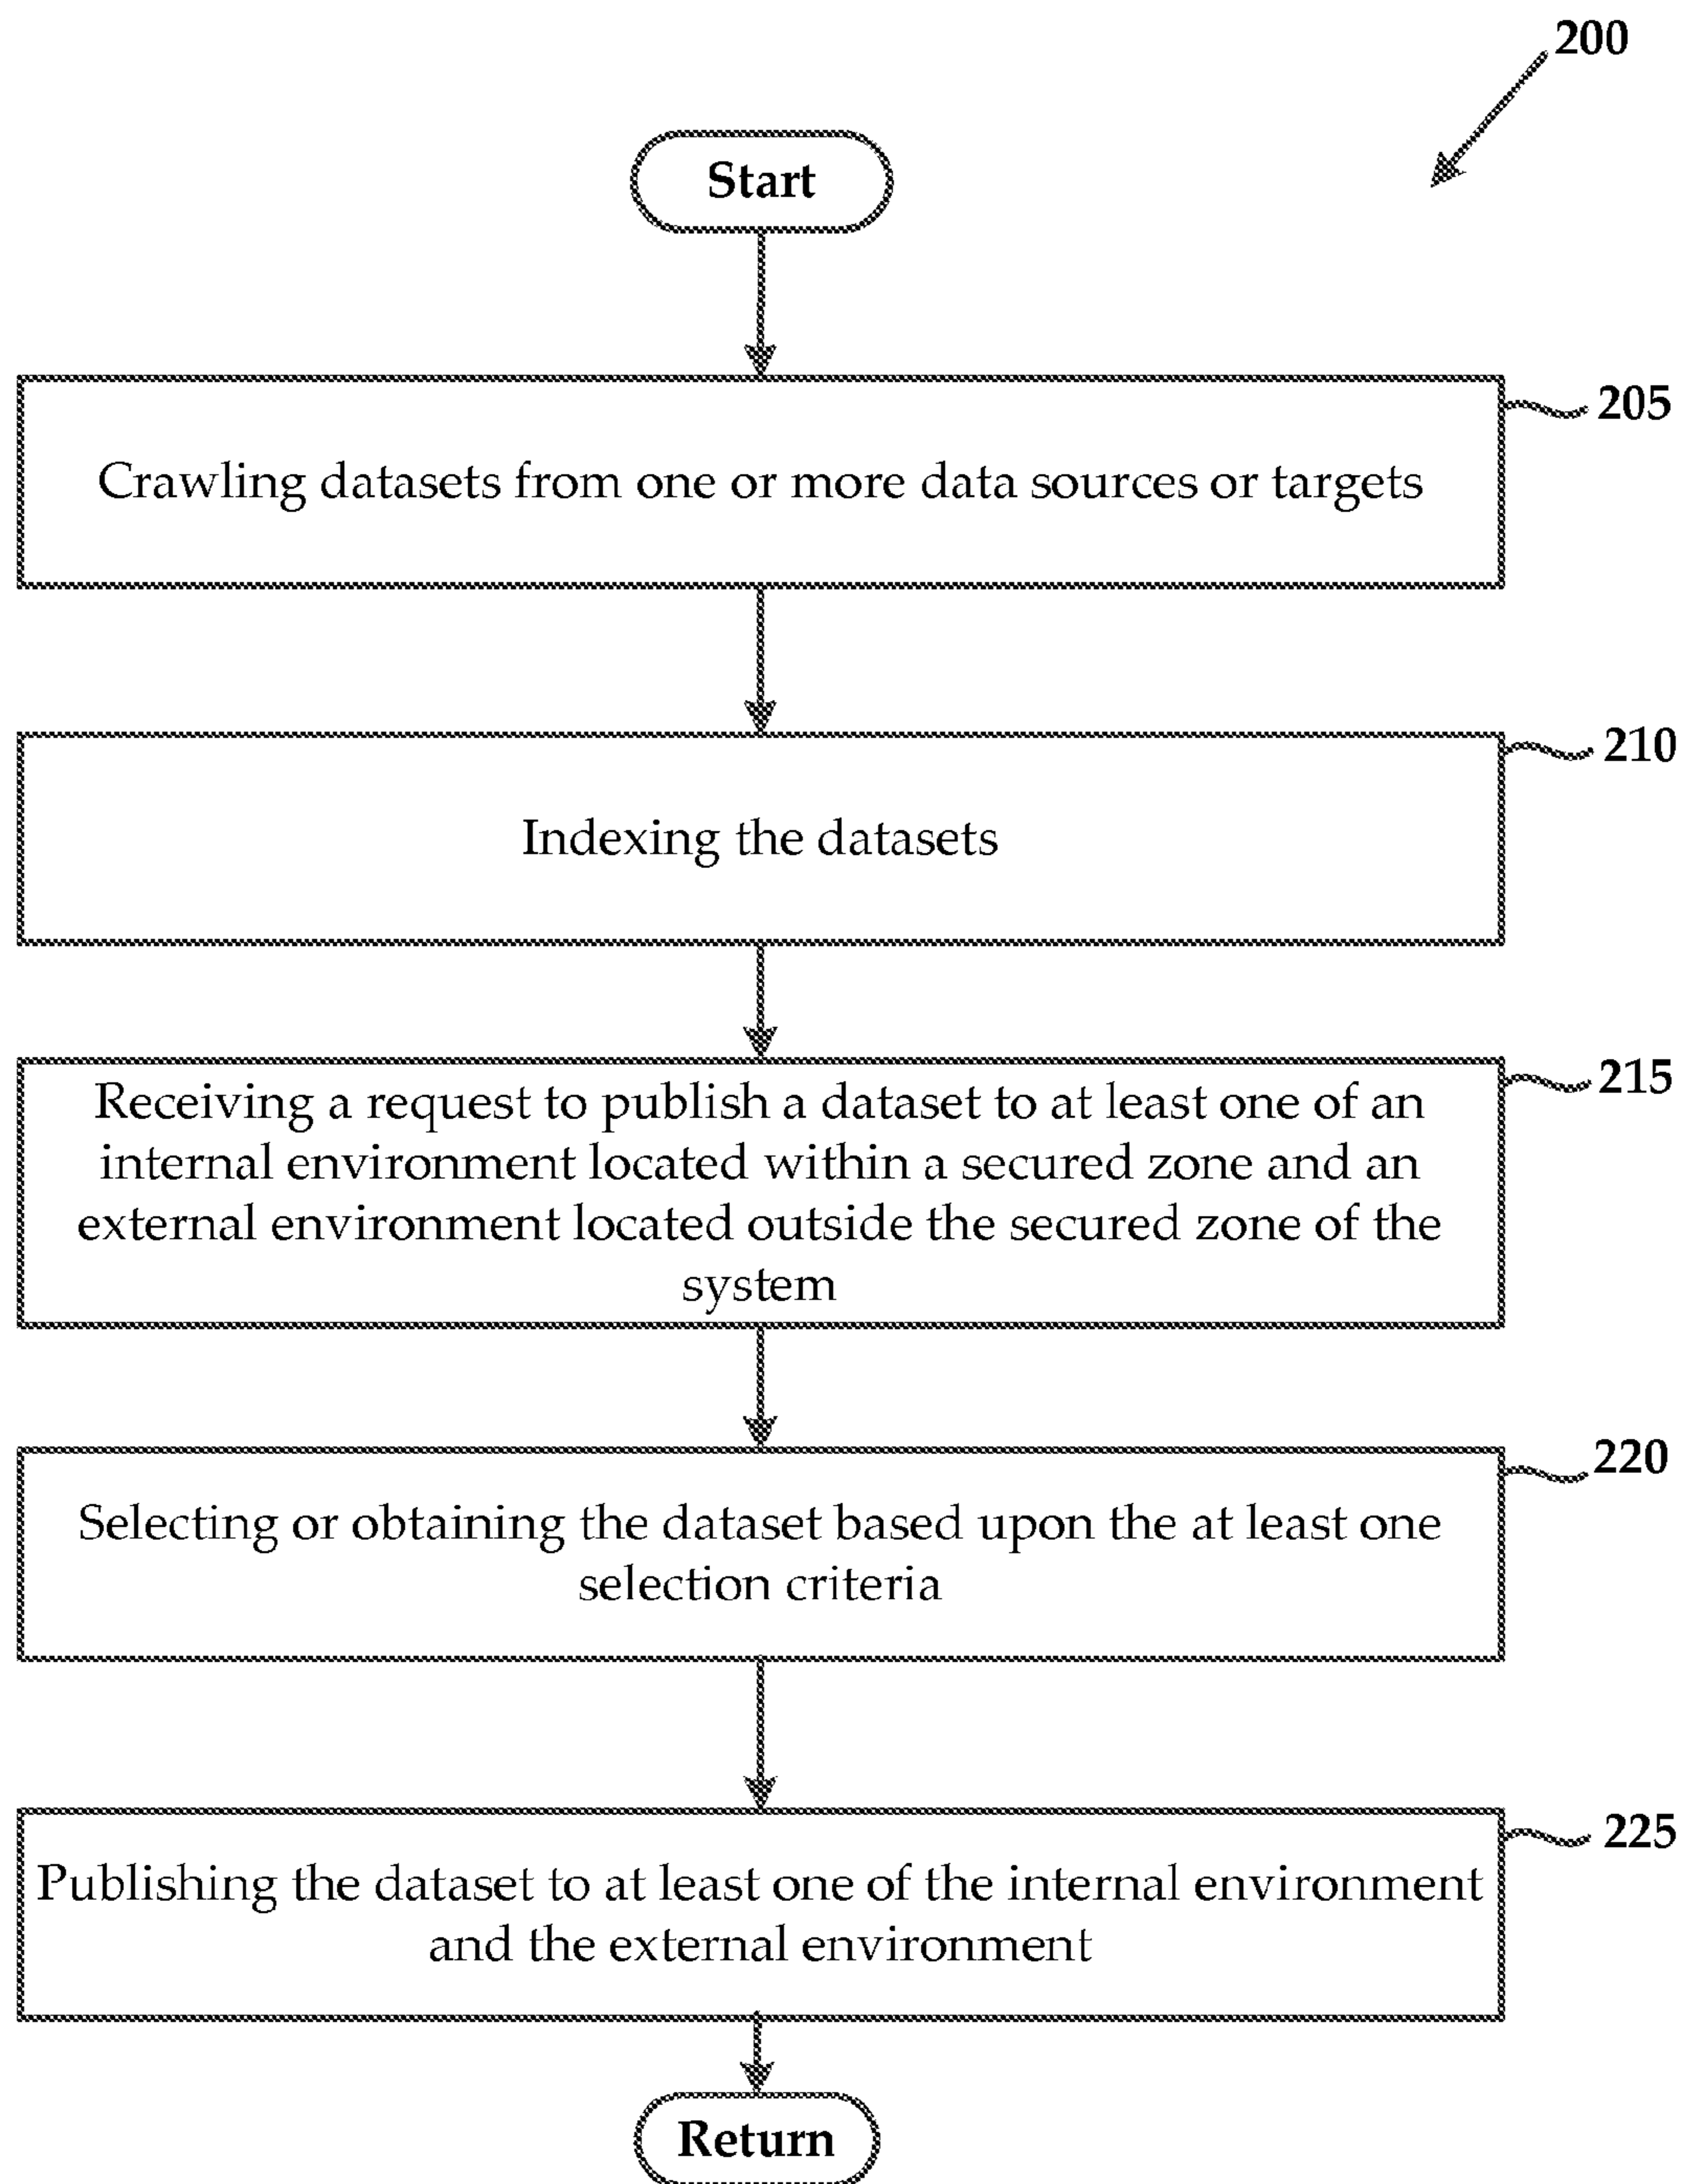 200
Start
205
Crawling datasets from one or more data sources or targets
210
Indexing the datasets
215
Receiving a request to publish a dataset to at least one of an
internal environment located within a secured zone and an
external environment located outside the secured zone of the
system
220
Selecting or obtaining the dataset based upon the at least one
selection criteria
225
Publishing the dataset to at least one of the internal environment
and the external environment
Return